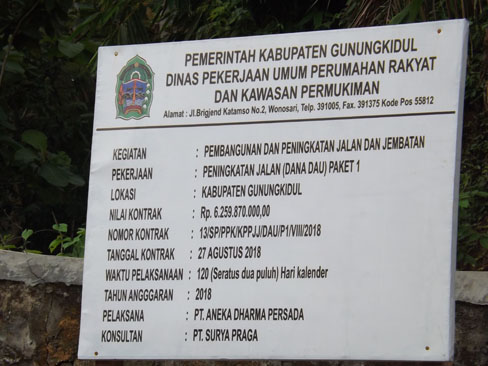 PEMERINTAH KABUPATEN GUNUNGKIDUL
DINAS PEKERJAAN UMUM PERUMAHAN RAKYAT
DAN KAWASAN PERMUKIMAN
Alamat : Jl.Brigjend Katamso No.2, Wonosari, Telp. 391005, Fax. 391375 Kode Pos 55812
KEGIATAN : PEMBANGUNAN DAN PENINGKATAN JALAN DAN JEMBATAN
PEKERJAAN : PENINGKATAN JALAN (DANA DAU) PAKET 1
LOKASI : KABUPATEN GUNUNGKIDUL
NILAI KONTRAK : Rp. 6.259.870.000,00
NOMOR KONTRAK : 13/SP/PPK/KPPJJ/DAU/P1/VIII/2018
TANGGAL KONTRAK : 27 AGUSTUS 2018
WAKTU PELAKSANAAN : 120 (Seratus dua puluh) Hari kalender
TAHUN ANGGGARAN : 2018
PELAKSANA : PT. ANEKA DHARMA PERSADA
KONSULTAN : PT. SURYA PRAGA